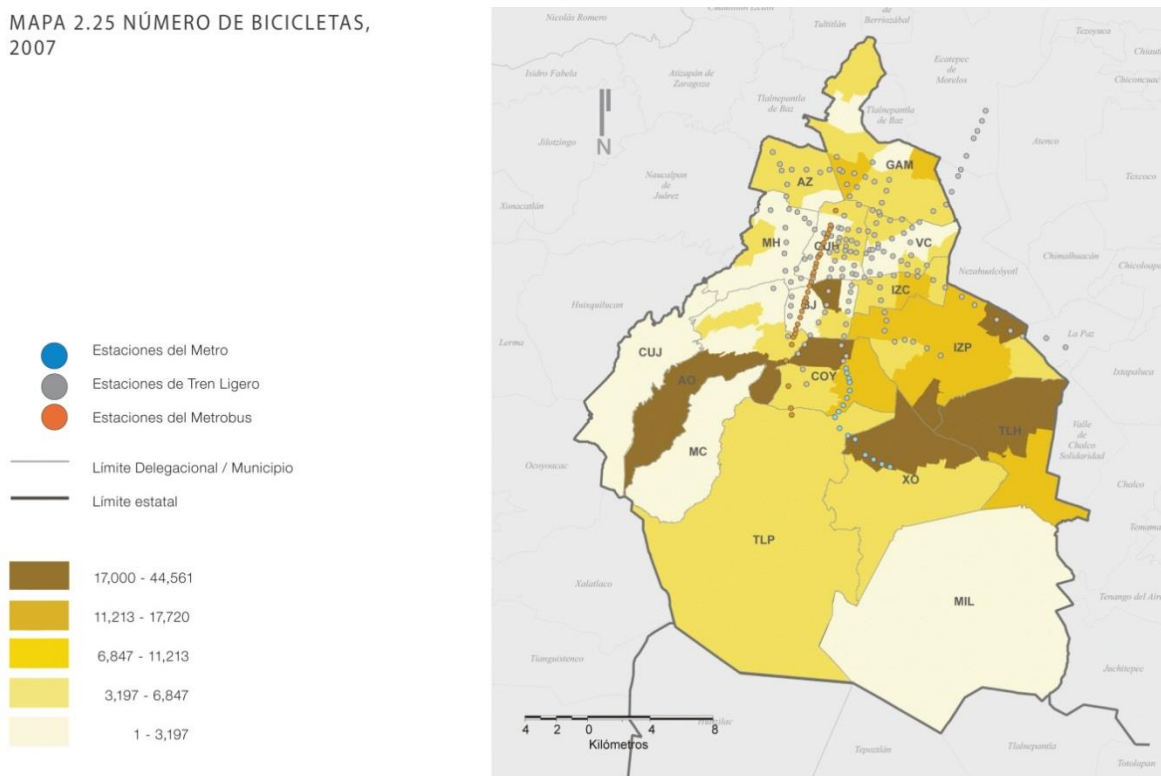 MAPA 2.25 NÚMERO DE BICICLETAS,
2007
Estaciones del Metro
Estaciones de Tren Ligero
Estaciones del Metrobus
Límite Delegacional / Municipio
Límite estatal
17,000 - 44,561
11,213 - 17,720
6,847 - 11,213
3,197 - 6,847
1 - 3,197
Nicolás Romero
Tultitlán
de
Berriozábal
Tezoyuca
Isidro Fabela
Atizapán de
Zaragoza
Ecatepec
de
Morelos
Chiconcuac
Tlalnepantla
de Baz
Tlalnepantla
de Baz
N
Jilotzingo
Atenco
GAM
AZ
Naucalpan
de Juárez
Texcoco
Xonacatlán
MH
CUH
VC
Chimalhuacán
Chicoloapan
Nezahualcóyotl
IZC
Huixquilucan
BJ
La Paz
Lerma
CUJ
IZP
Ixtapaluca
AO
COY
TLH
Valle
de
Chalco
Solidaridad
MC
Ocoyoacac
XO
Chalco
TLP
Xalatlaco
MIL
Tenango del Aire
Tianguistenco
Juchitepec
4 2 0 4 8
Kilómetros
Tepoztlán
Tlalnepantla
Totolapan